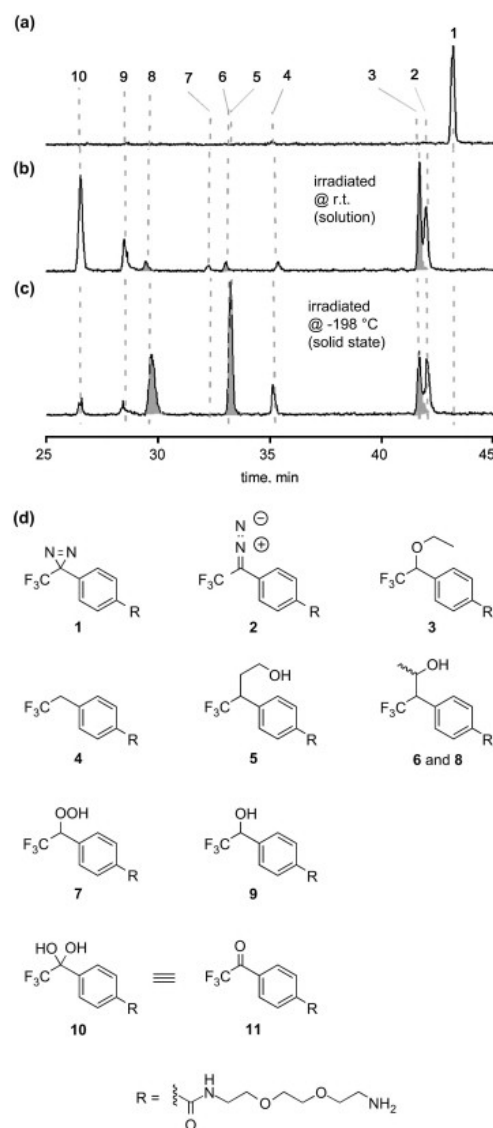 (a)
1
10 9 8 7 6 5 4 3 2
(b)
irradiated
@ r.t.
(solution)
(c)
irradiated
@ -198 °C
(solid state)
25 30 35 40 45
time. min
(d)
N=N
F₃C
R
1
N ⊖
N ⊕
F₃C
R
2
O
F₃C
R
3
F₃C
R
4
OH
F₃C
R
5
OH
F₃C
R
6 and 8
OOH
F₃C
R
7
OH
F₃C
R
9
HO OH
F₃C
R
10
O
F₃C
R
11
R =
H
N
O
O
O
NH₂